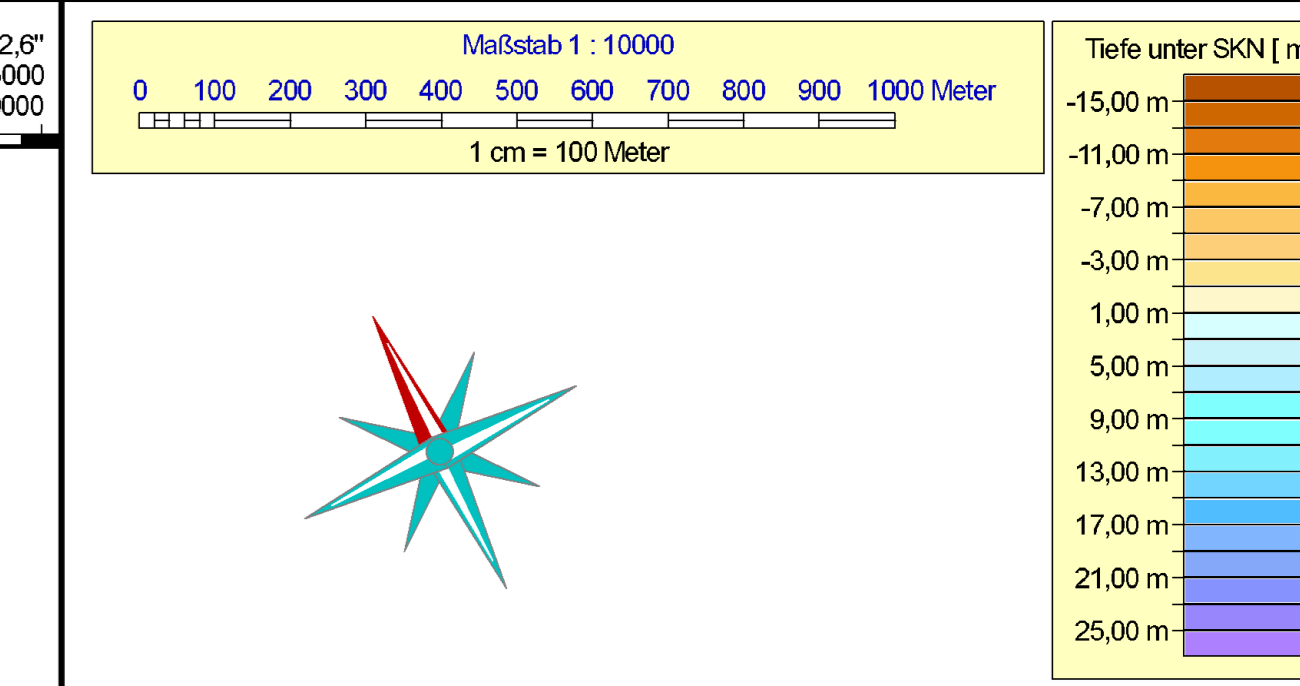 2,6"
000
000
Maßstab 1 : 10000
0 100 200 300 400 500 600 700 800 900 1000 Meter
1 cm = 100 Meter
Tiefe unter SKN [ m
-15,00 m
-11,00 m
-7,00 m
-3,00 m
1,00 m
5,00 m
9,00 m
13,00 m
17,00 m
21,00 m
25,00 m